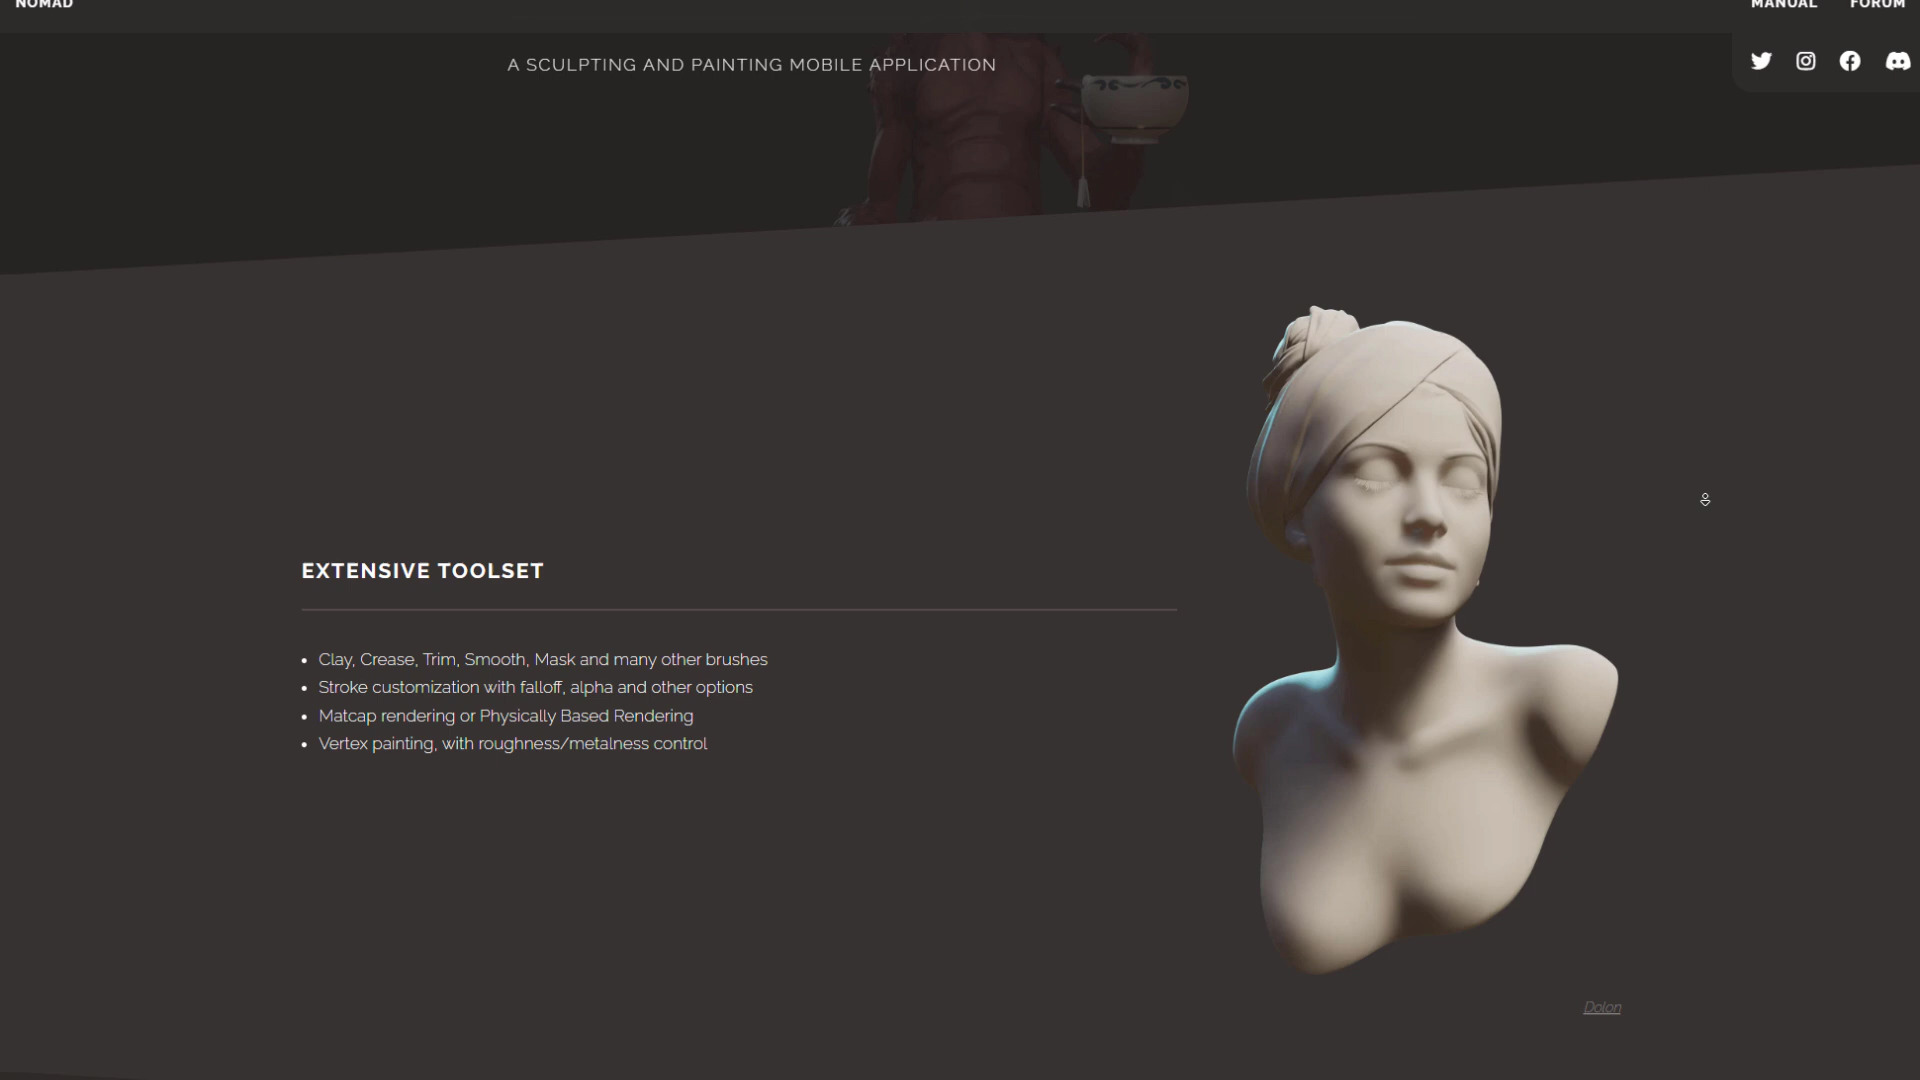 NOMAD
MANUAL FORUM
A SCULPTING AND PAINTING MOBILE APPLICATION
EXTENSIVE TOOLSET
• Clay, Crease, Trim, Smooth, Mask and many other brushes
• Stroke customization with falloff, alpha and other options
• Matcap rendering or Physically Based Rendering
• Vertex painting, with roughness/metalness control
Dolon